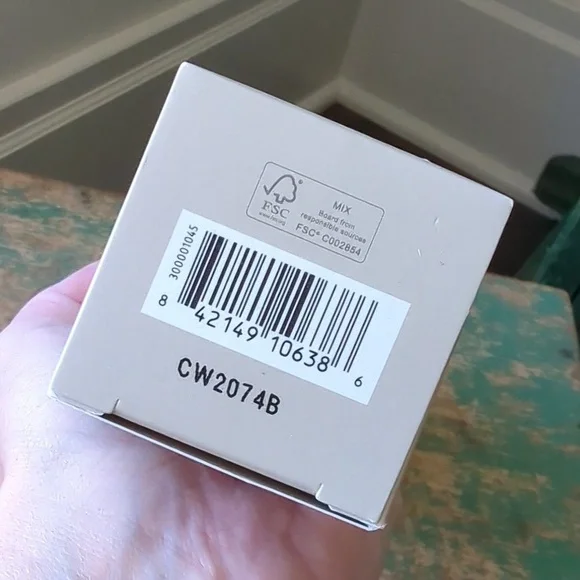 FSC
www.fsc.org
MIX
Board from
responsible sources
FSC® C002854
300001045
8 42149 10638 6
CW2074B